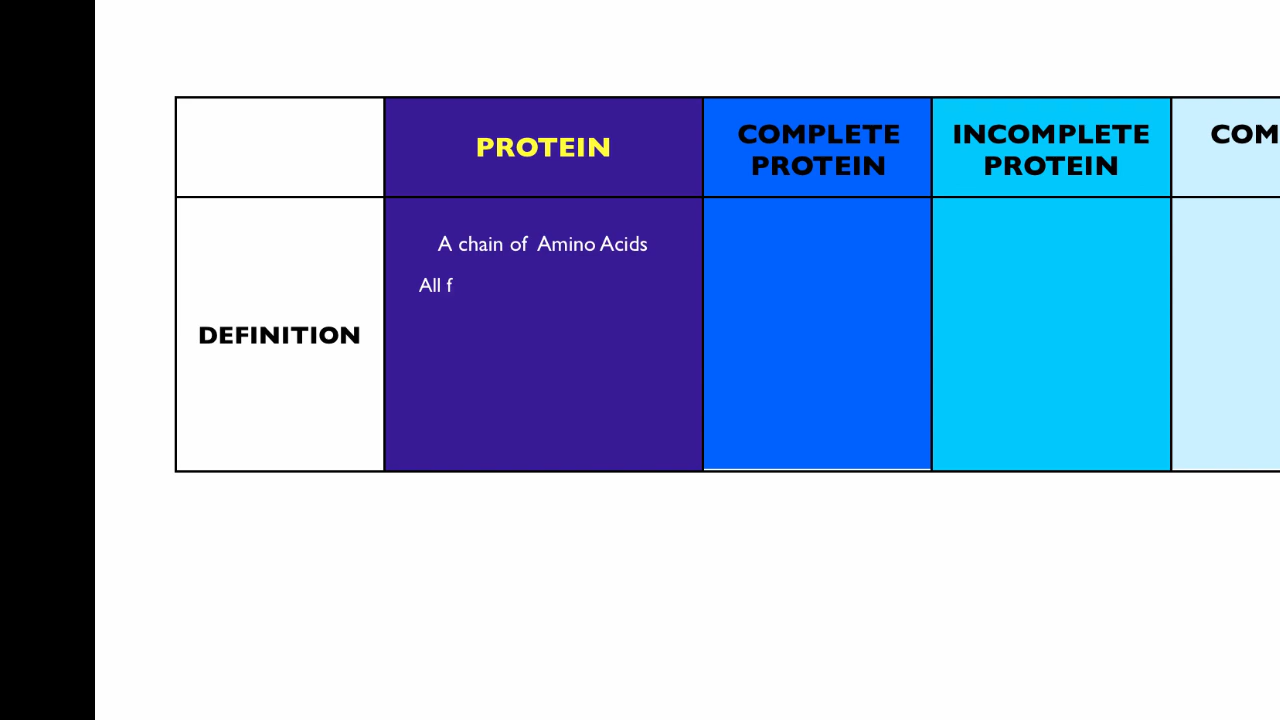 PROTEIN
COMPLETE
PROTEIN
INCOMPLETE
PROTEIN
COM
DEFINITION
A chain of Amino Acids
All f